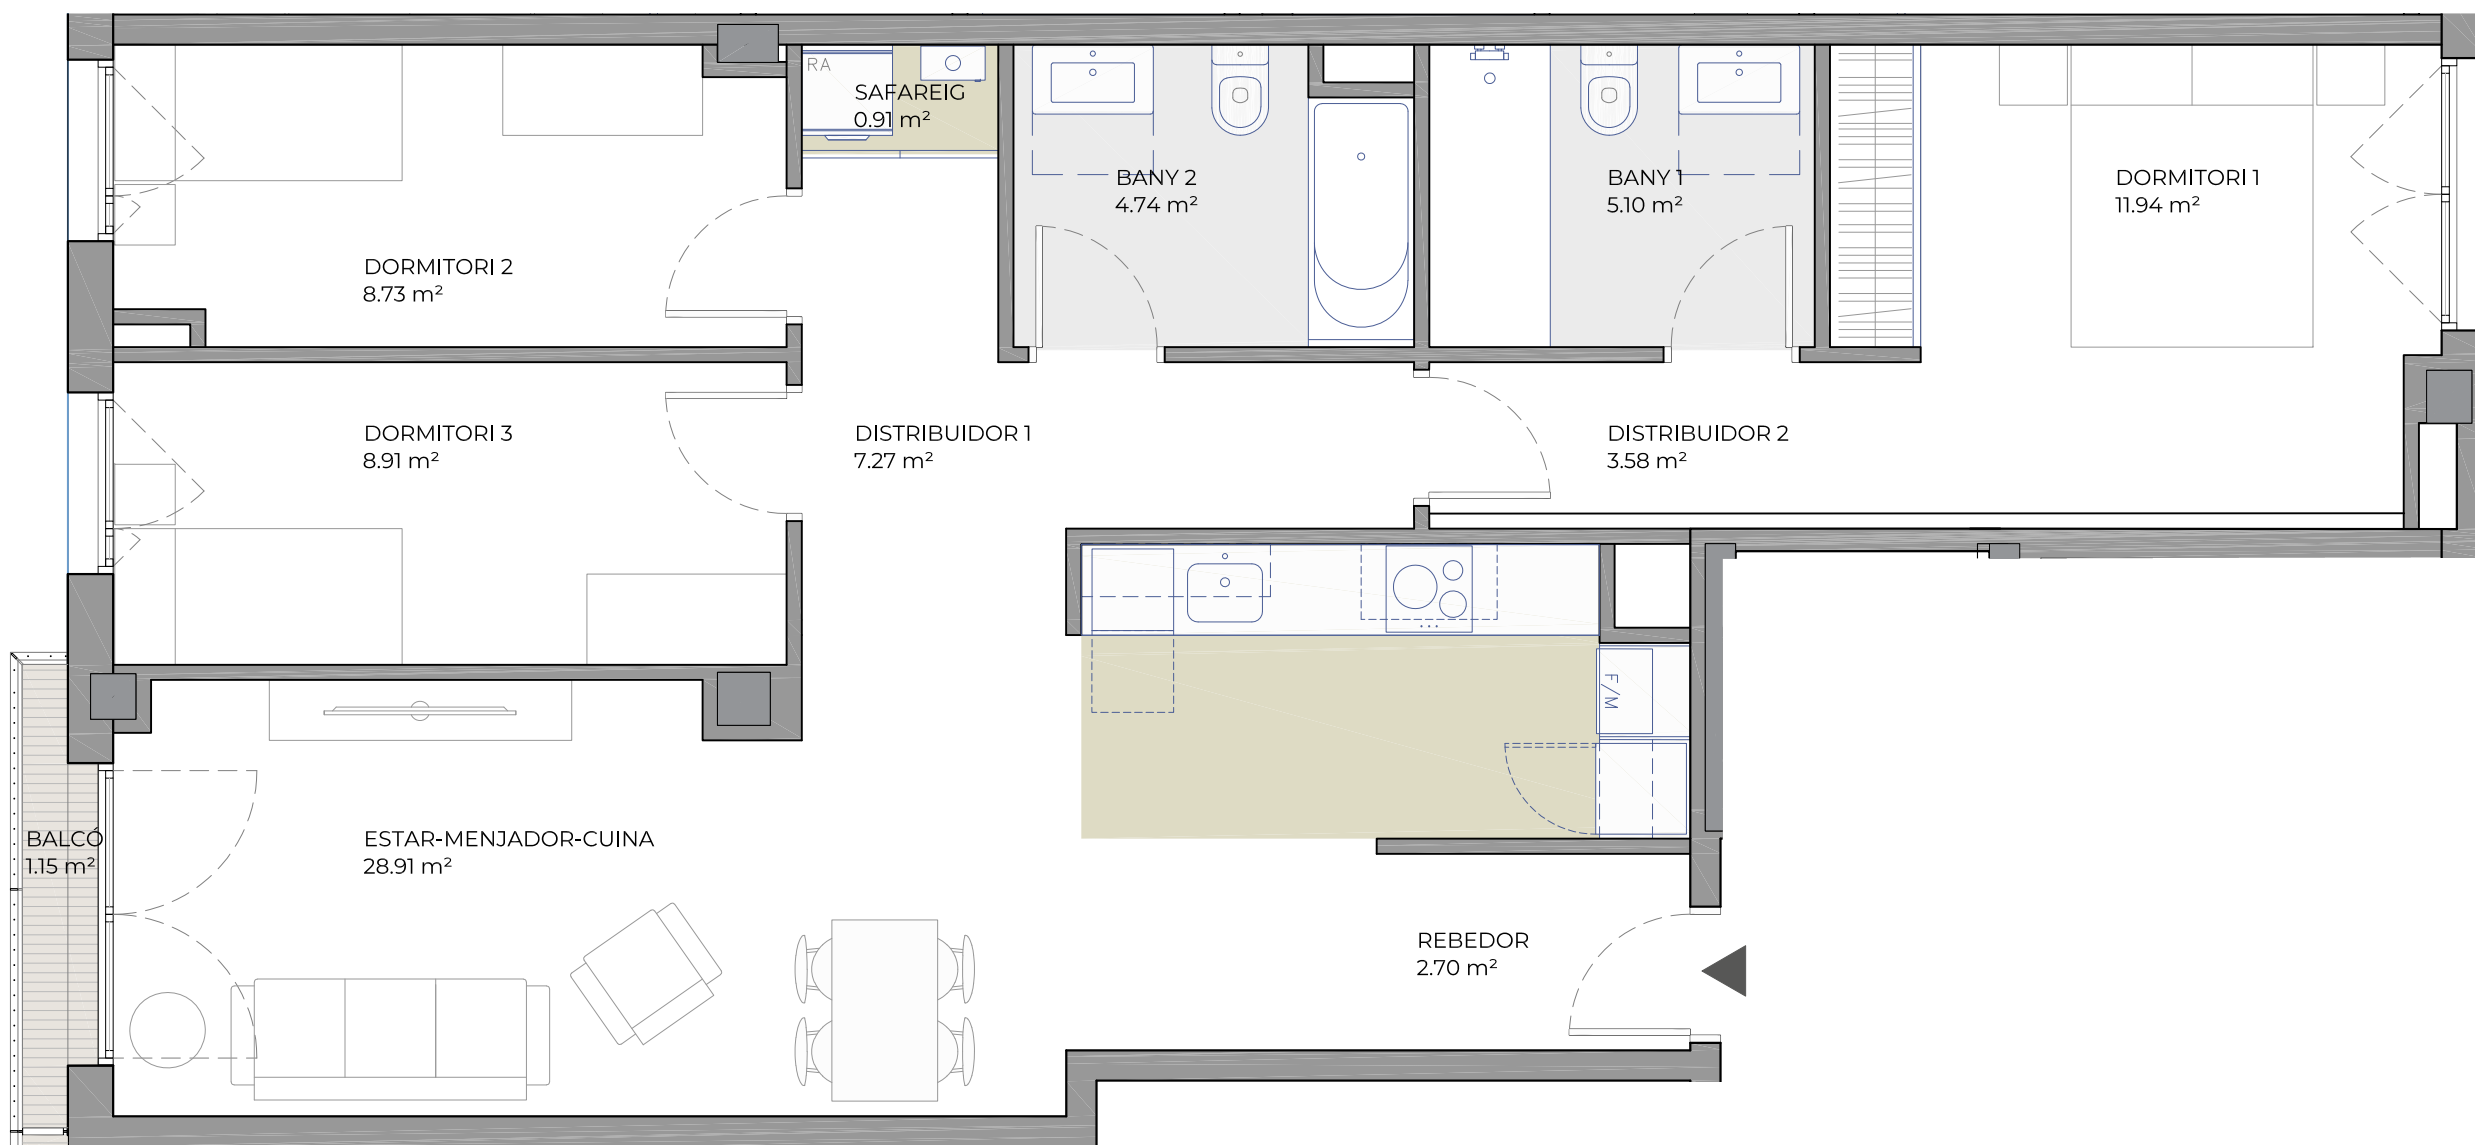 RA
SAFAREIG
0.91 m²
BANY 2
4.74 m²
BANY 1
5.10 m²
DORMITORI 1
11.94 m²
DORMITORI 2
8.73 m²
DORMITORI 3
8.91 m²
DISTRIBUIDOR 1
7.27 m²
DISTRIBUIDOR 2
3.58 m²
F/M
BALCÓ
1.15 m²
ESTAR-MENJADOR-CUINA
28.91 m²
REBEDOR
2.70 m²